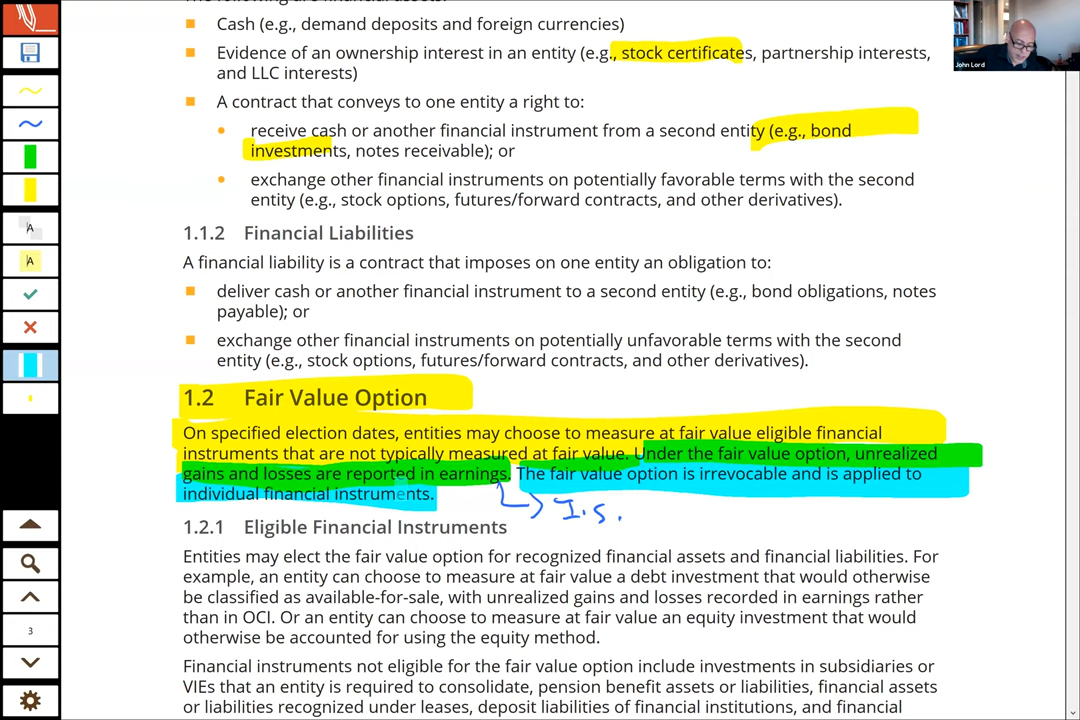 The following are financial assets:
Cash (e.g., demand deposits and foreign currencies)
Evidence of an ownership interest in an entity (e.g., stock certificates, partnership interests,
and LLC interests)
A contract that conveys to one entity a right to:
receive cash or another financial instrument from a second entity (e.g., bond
investments, notes receivable); or
exchange other financial instruments on potentially favorable terms with the second
entity (e.g., stock options, futures/forward contracts, and other derivatives).
1.1.2 Financial Liabilities
A financial liability is a contract that imposes on one entity an obligation to:
deliver cash or another financial instrument to a second entity (e.g., bond obligations, notes
payable); or
exchange other financial instruments on potentially unfavorable terms with the second
entity (e.g., stock options, futures/forward contracts, and other derivatives).
1.2 Fair Value Option
On specified election dates, entities may choose to measure at fair value eligible financial
instruments that are not typically measured at fair value. Under the fair value option, unrealized
gains and losses are reported in earnings. The fair value option is irrevocable and is applied to
individual financial instruments.
I.S.
1.2.1 Eligible Financial Instruments
Entities may elect the fair value option for recognized financial assets and financial liabilities. For
example, an entity can choose to measure at fair value a debt investment that would otherwise
be classified as available-for-sale, with unrealized gains and losses recorded in earnings rather
than in OCI. Or an entity can choose to measure at fair value an equity investment that would
otherwise be accounted for using the equity method.
Financial instruments not eligible for the fair value option include investments in subsidiaries or
VIEs that an entity is required to consolidate, pension benefit assets or liabilities, financial assets
or liabilities recognized under leases, deposit liabilities of financial institutions, and financial
A
A
3
John Lord